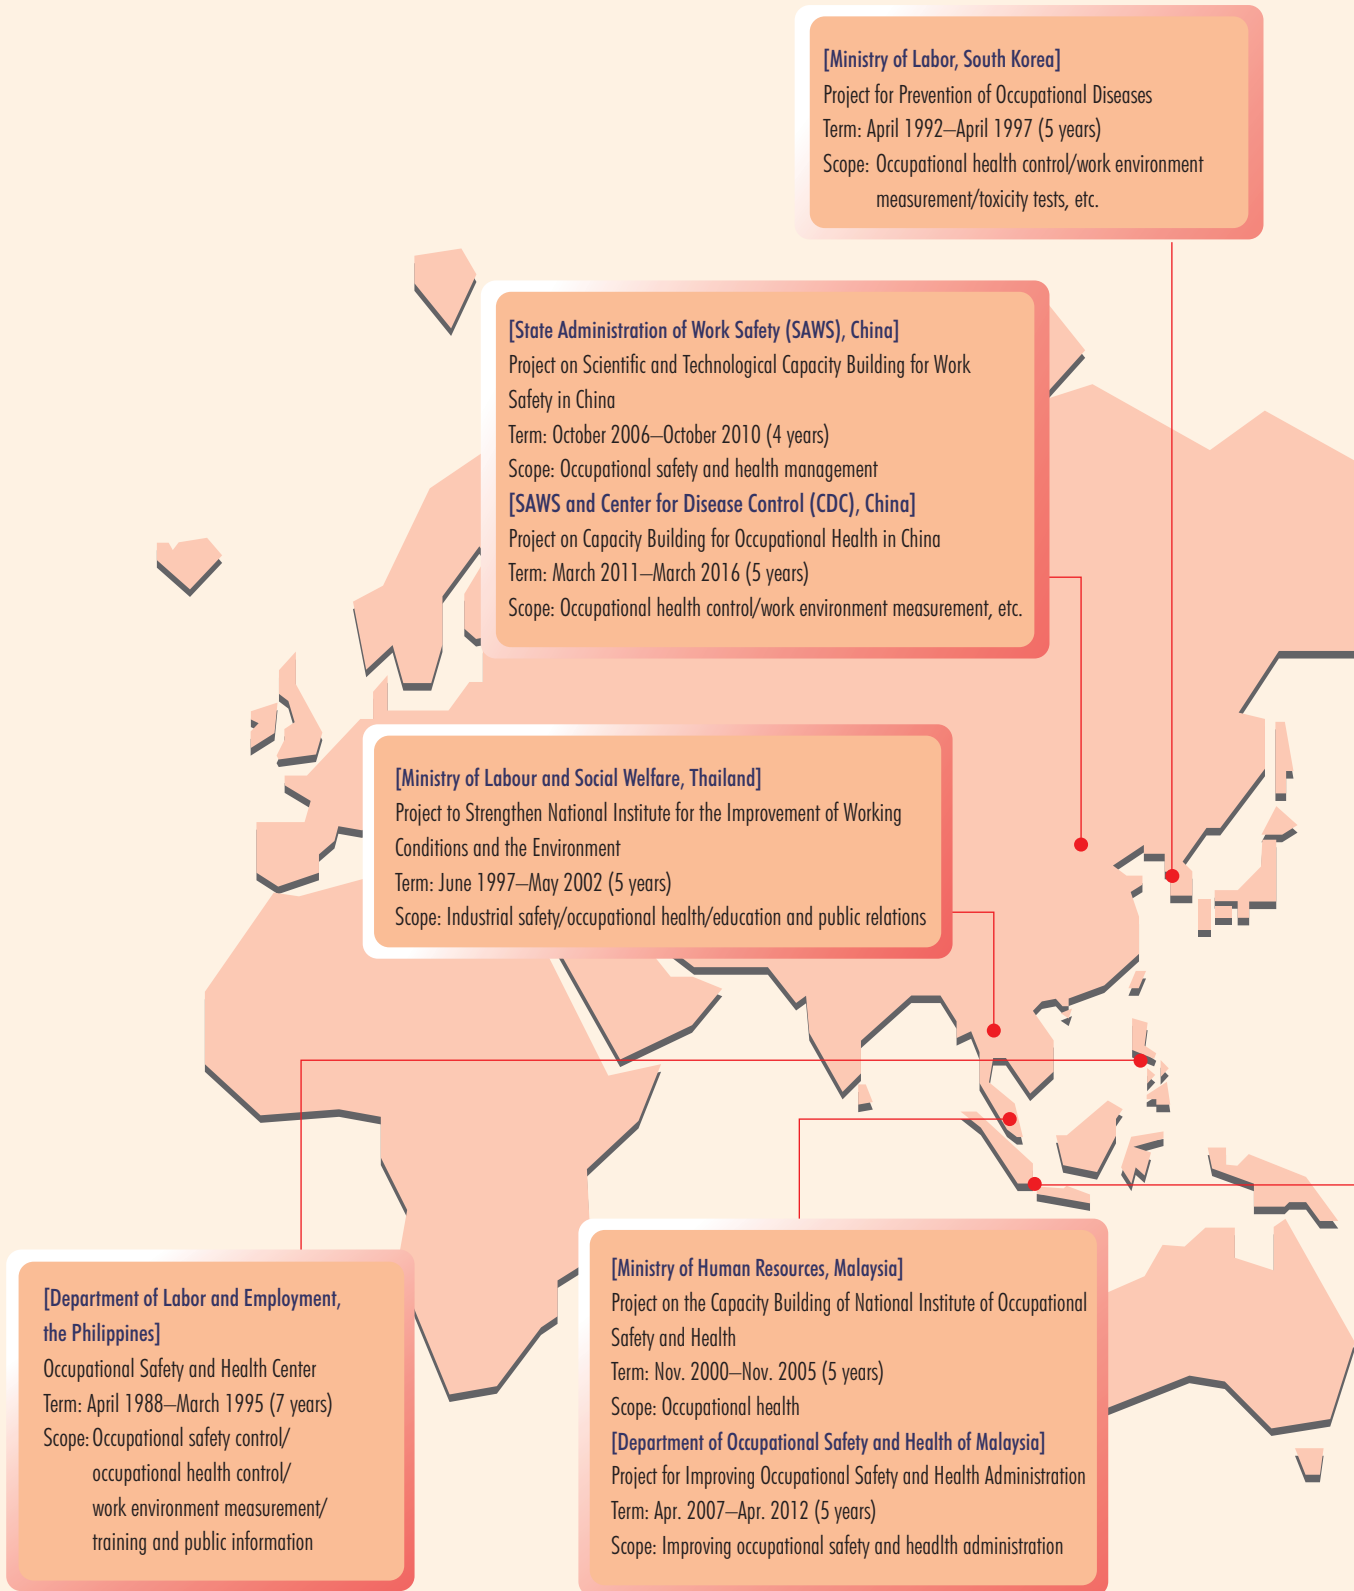 [Ministry of Labor, South Korea]
Project for Prevention of Occupational Diseases
Term: April 1992–April 1997 (5 years)
Scope: Occupational health control/work environment
measurement/toxicity tests, etc.
[State Administration of Work Safety (SAWS), China]
Project on Scientific and Technological Capacity Building for Work
Safety in China
Term: October 2006–October 2010 (4 years)
Scope: Occupational safety and health management
[SAWS and Center for Disease Control (CDC), China]
Project on Capacity Building for Occupational Health in China
Term: March 2011–March 2016 (5 years)
Scope: Occupational health control/work environment measurement, etc.
[Ministry of Labour and Social Welfare, Thailand]
Project to Strengthen National Institute for the Improvement of Working
Conditions and the Environment
Term: June 1997–May 2002 (5 years)
Scope: Industrial safety/occupational health/education and public relations
[Department of Labor and Employment,
the Philippines]
Occupational Safety and Health Center
Term: April 1988–March 1995 (7 years)
Scope: Occupational safety control/
occupational health control/
work environment measurement/
training and public information
[Ministry of Human Resources, Malaysia]
Project on the Capacity Building of National Institute of Occupational
Safety and Health
Term: Nov. 2000–Nov. 2005 (5 years)
Scope: Occupational health
[Department of Occupational Safety and Health of Malaysia]
Project for Improving Occupational Safety and Health Administration
Term: Apr. 2007–Apr. 2012 (5 years)
Scope: Improving occupational safety and headlth administration